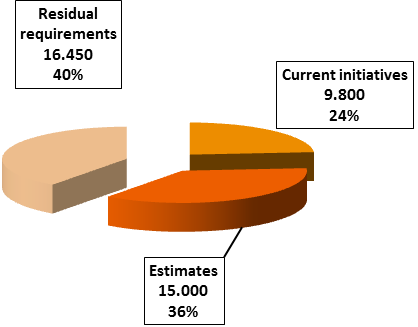 Residual
requirements
16.450
40%
Current initiatives
9.800
24%
Estimates
15.000
36%